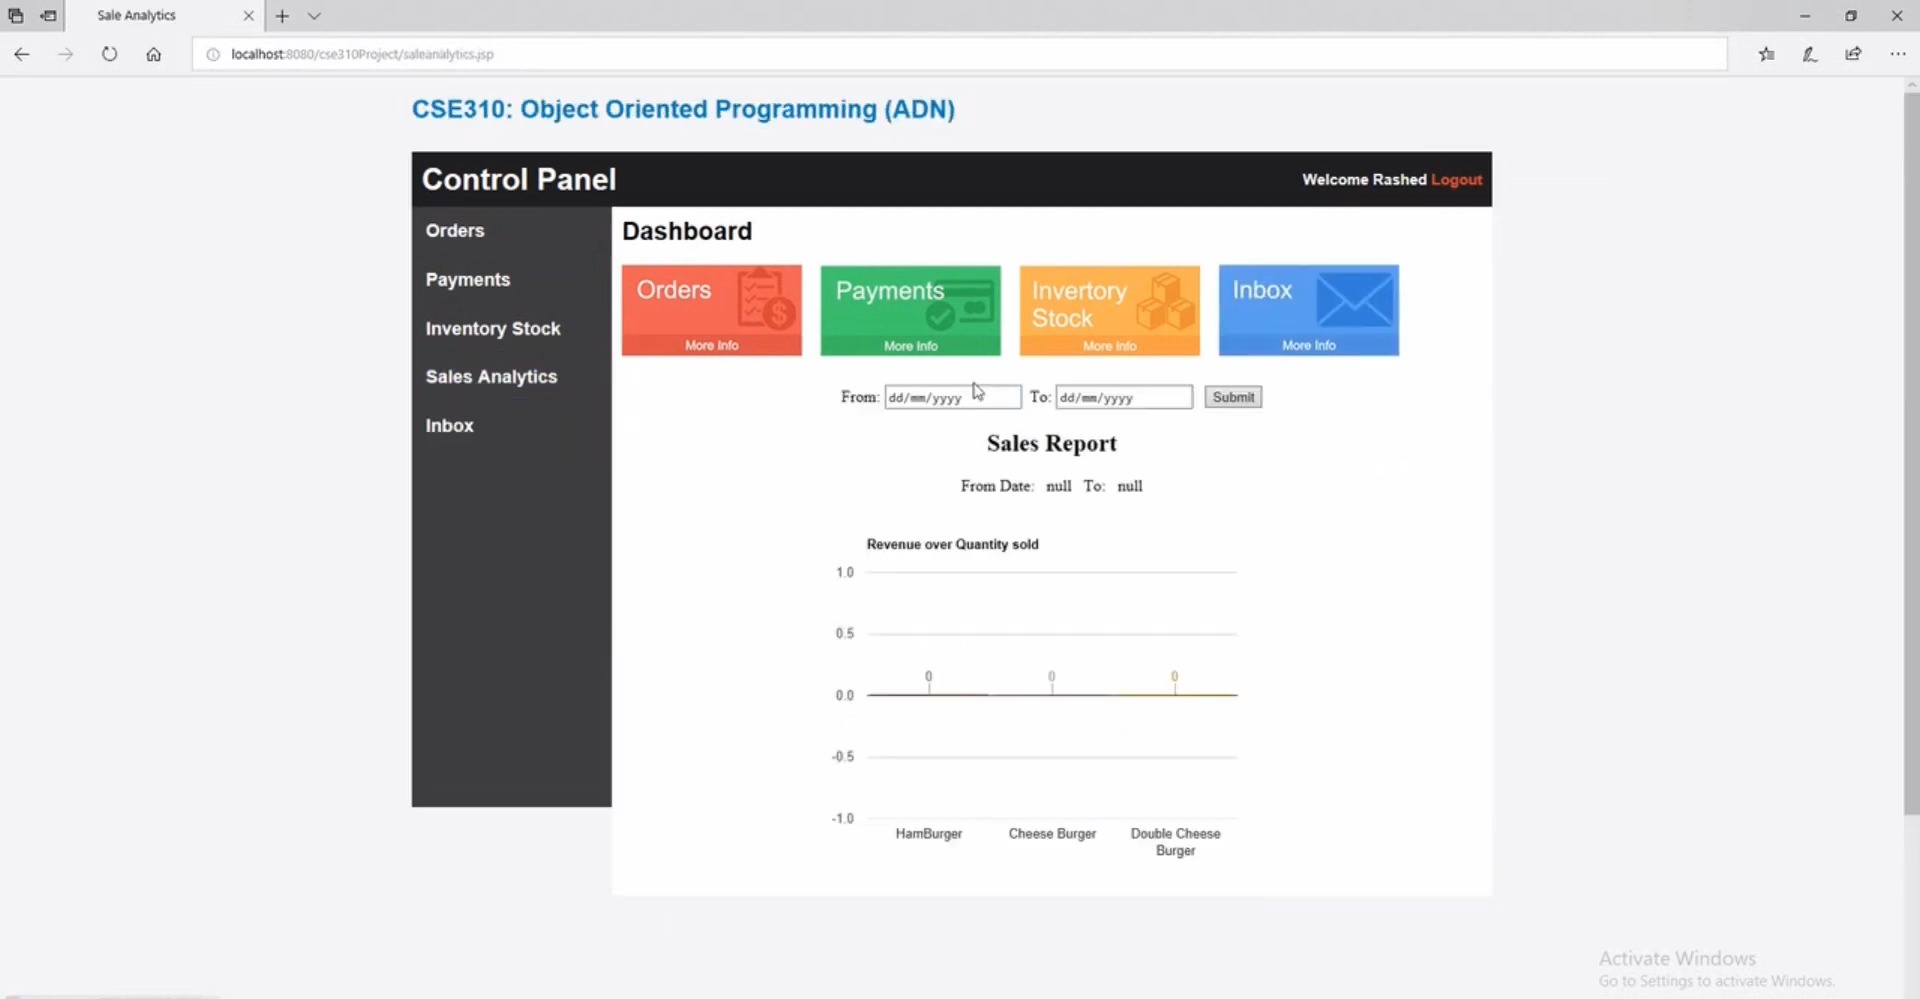 Sale Analytics
localhost:8080/cse310Project/saleanalytics.jsp
CSE310: Object Oriented Programming (ADN)
Control Panel
Welcome Rashed Logout
Orders
Payments
Inventory Stock
Sales Analytics
Inbox
Dashboard
Orders
More Info
Payments
More Info
Invertory
Stock
More Info
Inbox
More Info
From: dd/mm/yyyy To: dd/mm/yyyy Submit
Sales Report
From Date: null To: null
Revenue over Quantity sold
1.0
0.5
0 0 0
0.0
-0.5
-1.0
HamBurger
Cheese Burger
Double Cheese
Burger
Activate Windows
Go to Settings to activate Windows.